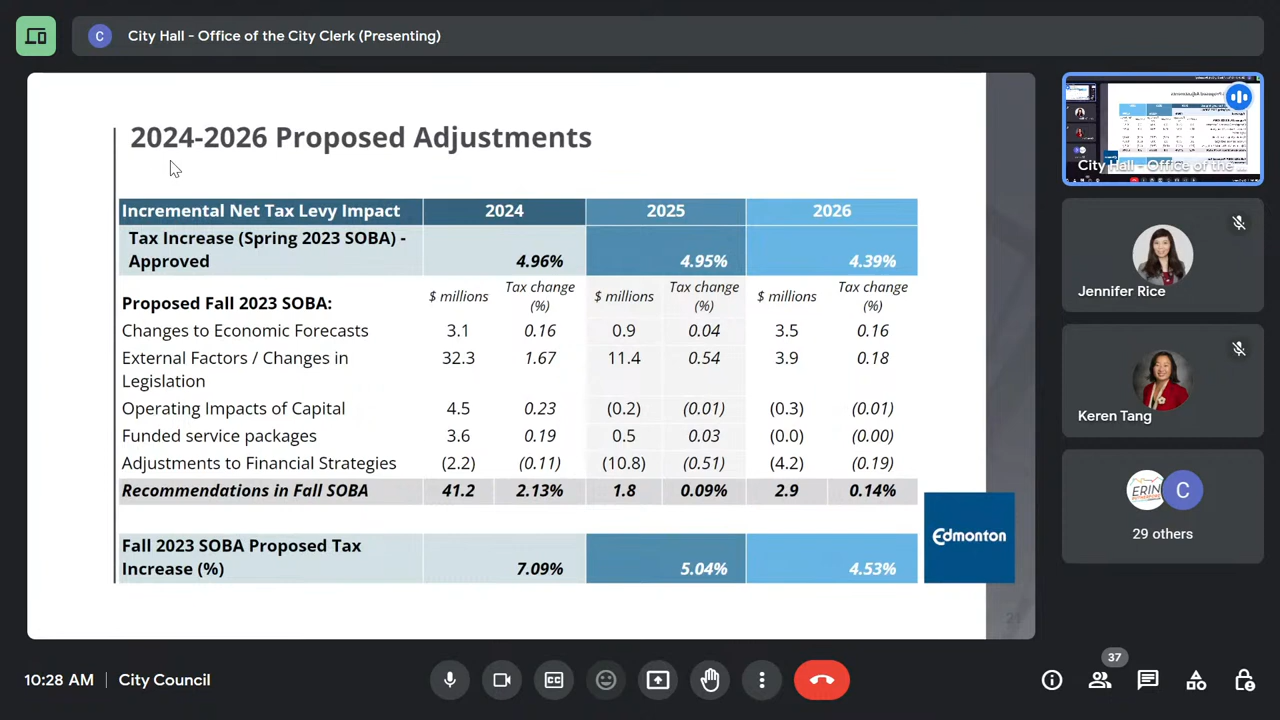 City Hall - Office of the City Clerk (Presenting)
C
2024-2026 Proposed Adjustments
Incremental Net Tax Levy Impact 2024 2025 2026
Tax Increase (Spring 2023 SOBA) -
Approved 4.96% 4.95% 4.39%
Proposed Fall 2023 SOBA: $ millions Tax change (%) $ millions Tax change (%) $ millions Tax change (%)
Changes to Economic Forecasts 3.1 0.16 0.9 0.04 3.5 0.16
External Factors / Changes in 32.3 1.67 11.4 0.54 3.9 0.18
Legislation
Operating Impacts of Capital 4.5 0.23 (0.2) (0.01) (0.3) (0.01)
Funded service packages 3.6 0.19 0.5 0.03 (0.0) (0.00)
Adjustments to Financial Strategies (2.2) (0.11) (10.8) (0.51) (4.2) (0.19)
Recommendations in Fall SOBA 41.2 2.13% 1.8 0.09% 2.9 0.14%
Fall 2023 SOBA Proposed Tax
Increase (%) 7.09% 5.04% 4.53%
Edmonton
21
City Hall - Office of the ...
Jennifer Rice
Keren Tang
ERIN
C
29 others
10:28 AM | City Council
CC
37